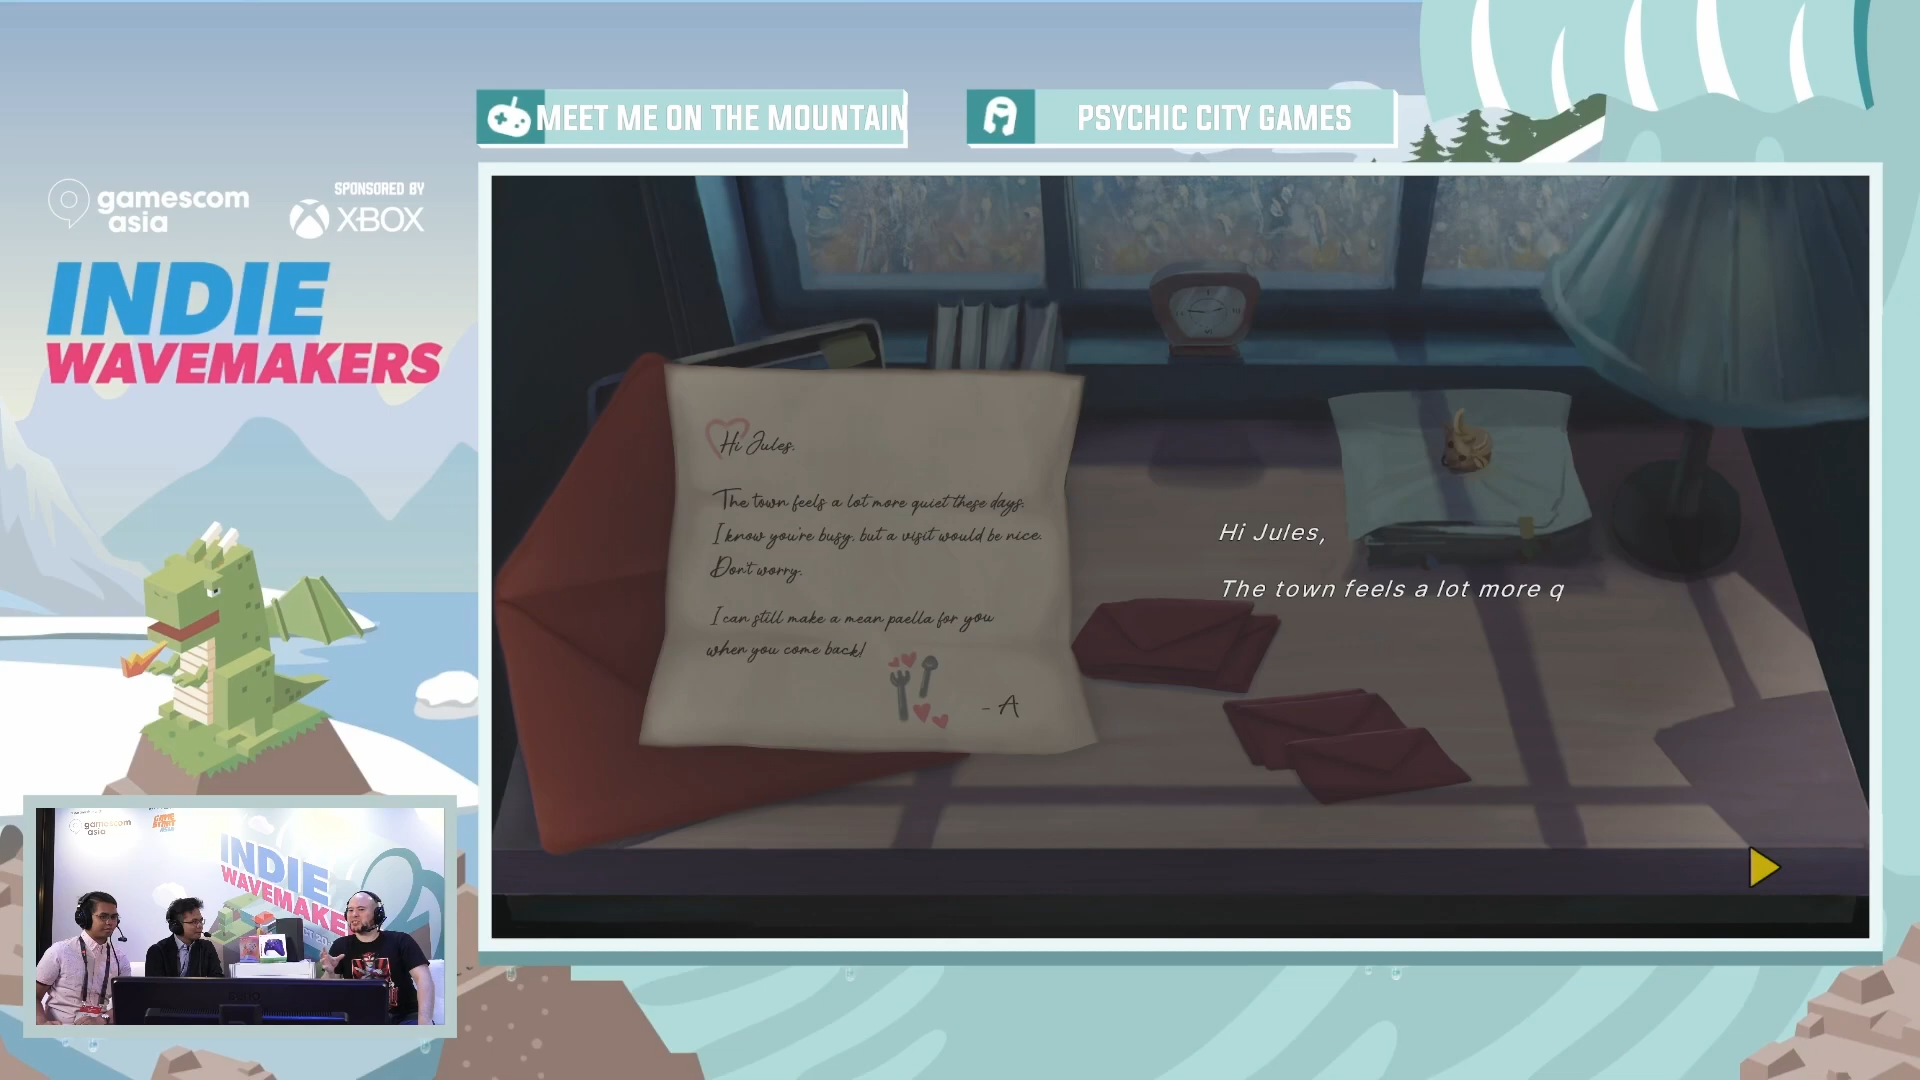 MEET ME ON THE MOUNTAIN
PSYCHIC CITY GAMES
gamescom
asia
SPONSORED BY
XBOX
INDIE
WAVEMAKERS
Hi Jules,
The town feels a lot more quiet these days.
I know you're busy, but a visit would be nice.
Don't worry.
I can still make a mean paella for you
when you come back!
- A
Hi Jules,
The town feels a lot more q
gamescom
asia
INDIE
WAVEMAKE